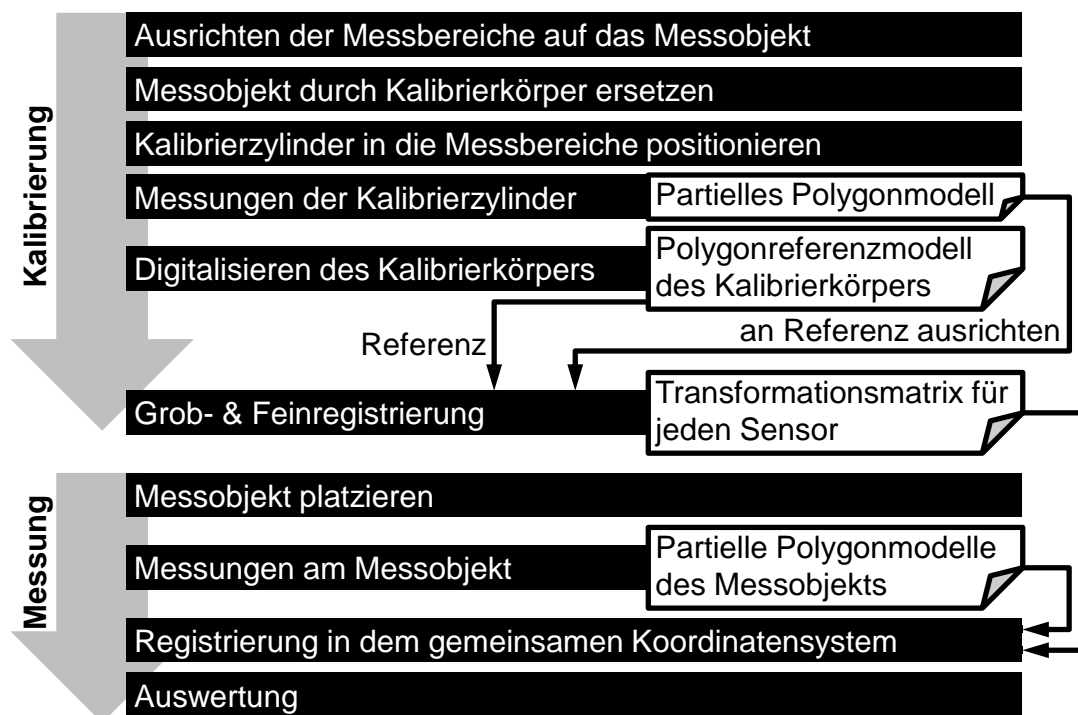 Kalibrierung
Ausrichten der Messbereiche auf das Messobjekt
Messobjekt durch Kalibrierkörper ersetzen
Kalibrierzylinder in die Messbereiche positionieren
Messungen der Kalibrierzylinder
Partielles Polygonmodell
Digitalisieren des Kalibrierkörpers
Polygonreferenzmodell
des Kalibrierkörpers
Referenz
an Referenz ausrichten
Grob- & Feinregistrierung
Transformationsmatrix für
jeden Sensor
Messung
Messobjekt platzieren
Messungen am Messobjekt
Partielle Polygonmodelle
des Messobjekts
Registrierung in dem gemeinsamen Koordinatensystem
Auswertung